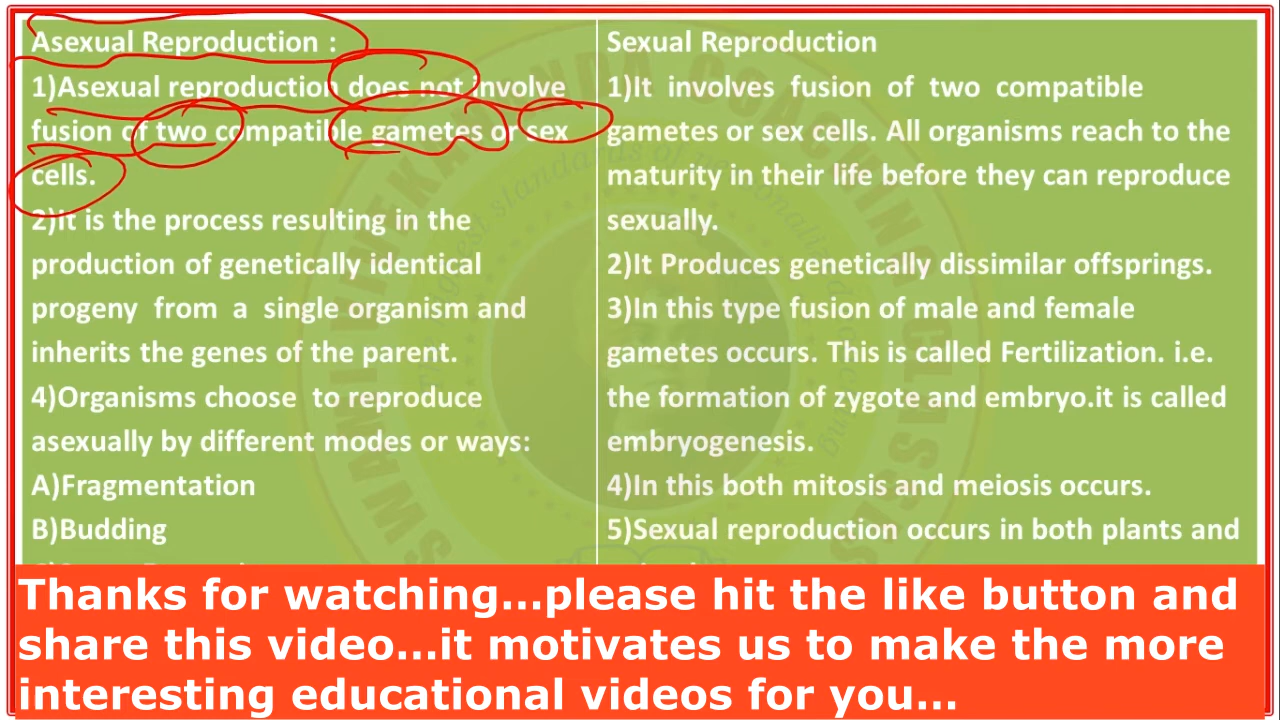 Asexual Reproduction :
1)Asexual reproduction does not involve
fusion of two compatible gametes or sex
cells.
2)it is the process resulting in the
production of genetically identical
progeny from a single organism and
inherits the genes of the parent.
4)Organisms choose to reproduce
asexually by different modes or ways:
A)Fragmentation
B)Budding
Sexual Reproduction
1)It involves fusion of two compatible
gametes or sex cells. All organisms reach to the
maturity in their life before they can reproduce
sexually.
2)It Produces genetically dissimilar offsprings.
3)In this type fusion of male and female
gametes occurs. This is called Fertilization. i.e.
the formation of zygote and embryo.it is called
embryogenesis.
4)In this both mitosis and meiosis occurs.
5)Sexual reproduction occurs in both plants and
SWAMI VIVEKANANDA COACHING CLASSES
Thanks for watching...please hit the like button and
share this video...it motivates us to make the more
interesting educational videos for you...